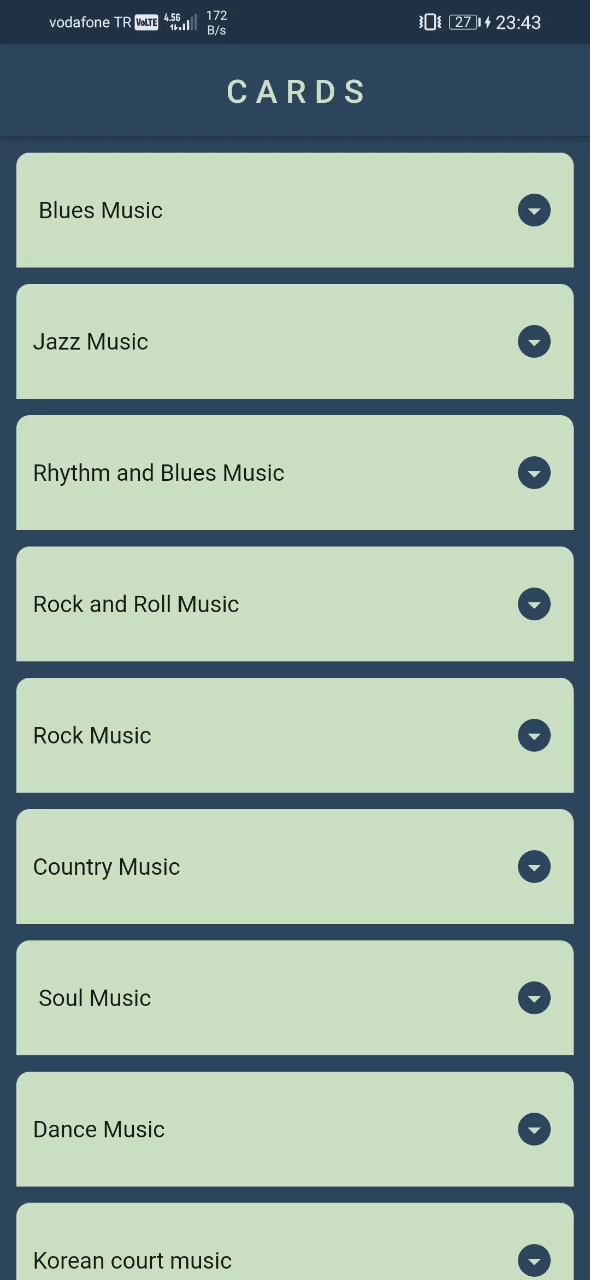 vodafone TR VoLTE 4.5G 172 B/s 27 23:43
CARDS
Blues Music
Jazz Music
Rhythm and Blues Music
Rock and Roll Music
Rock Music
Country Music
Soul Music
Dance Music
Korean court music